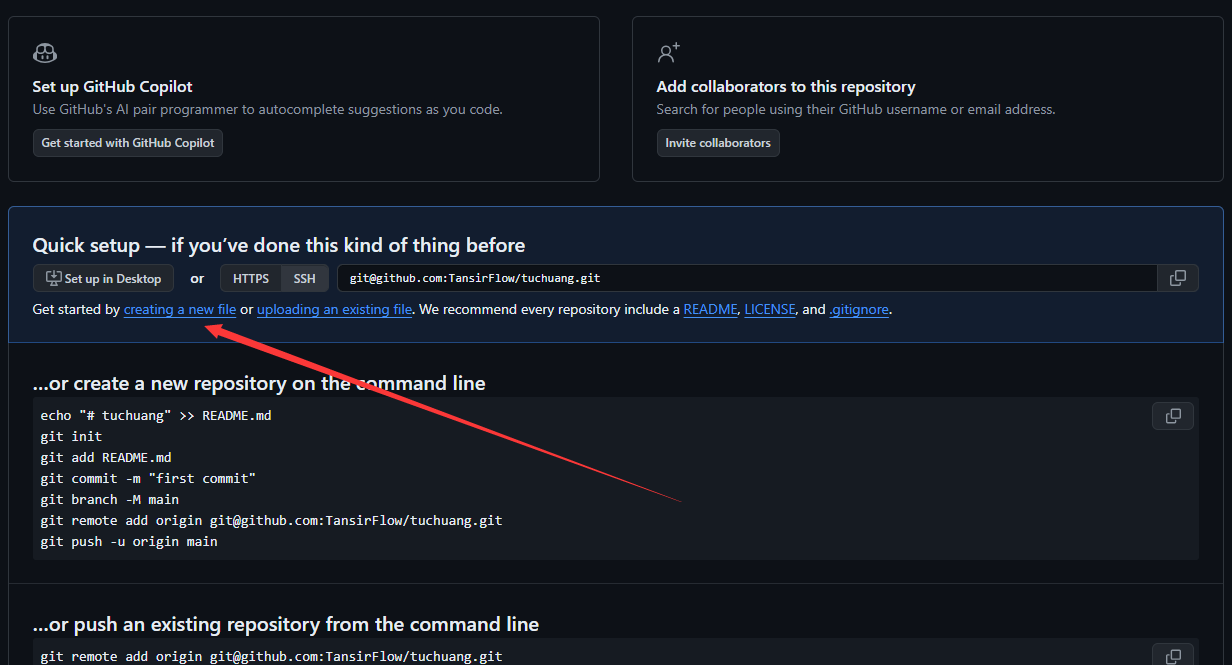 Set up GitHub Copilot
Use GitHub's AI pair programmer to autocomplete suggestions as you code.
Get started with GitHub Copilot
Add collaborators to this repository
Search for people using their GitHub username or email address.
Invite collaborators
Quick setup — if you’ve done this kind of thing before
Set up in Desktop or HTTPS SSH git@github.com:TansirFlow/tuchuang.git
Get started by creating a new file or uploading an existing file. We recommend every repository include a README, LICENSE, and .gitignore.
…or create a new repository on the command line
echo "# tuchuang" >> README.md
git init
git add README.md
git commit -m "first commit"
git branch -M main
git remote add origin git@github.com:TansirFlow/tuchuang.git
git push -u origin main
…or push an existing repository from the command line
git remote add origin git@github.com:TansirFlow/tuchuang.git